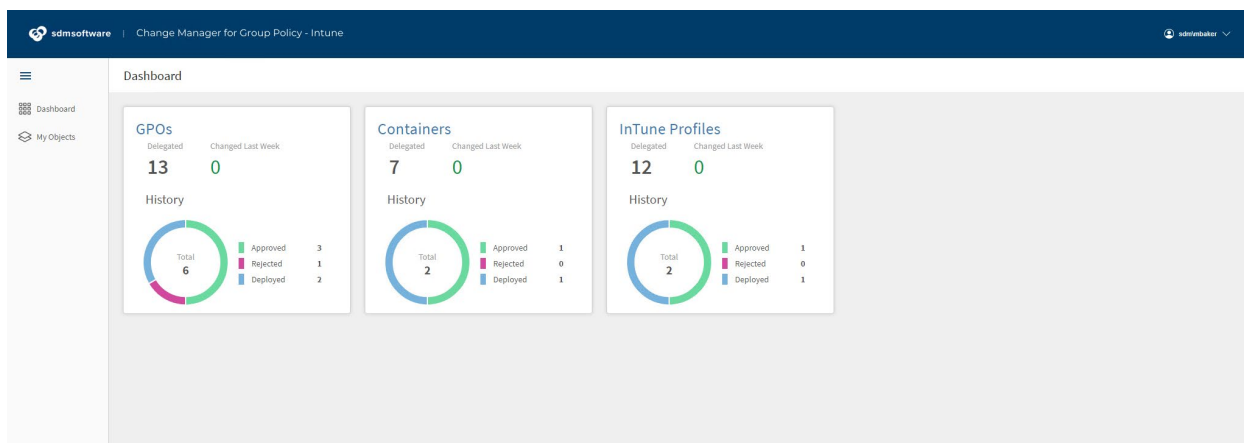 sdmsoftware | Change Manager for Group Policy - Intune
sdm\mbaker
Dashboard
Dashboard
My Objects
GPOs
Delegated Changed Last Week
13 0
History
Total
6
Approved 3
Rejected 1
Deployed 2
Containers
Delegated Changed Last Week
7 0
History
Total
2
Approved 1
Rejected 0
Deployed 1
InTune Profiles
Delegated Changed Last Week
12 0
History
Total
2
Approved 1
Rejected 0
Deployed 1